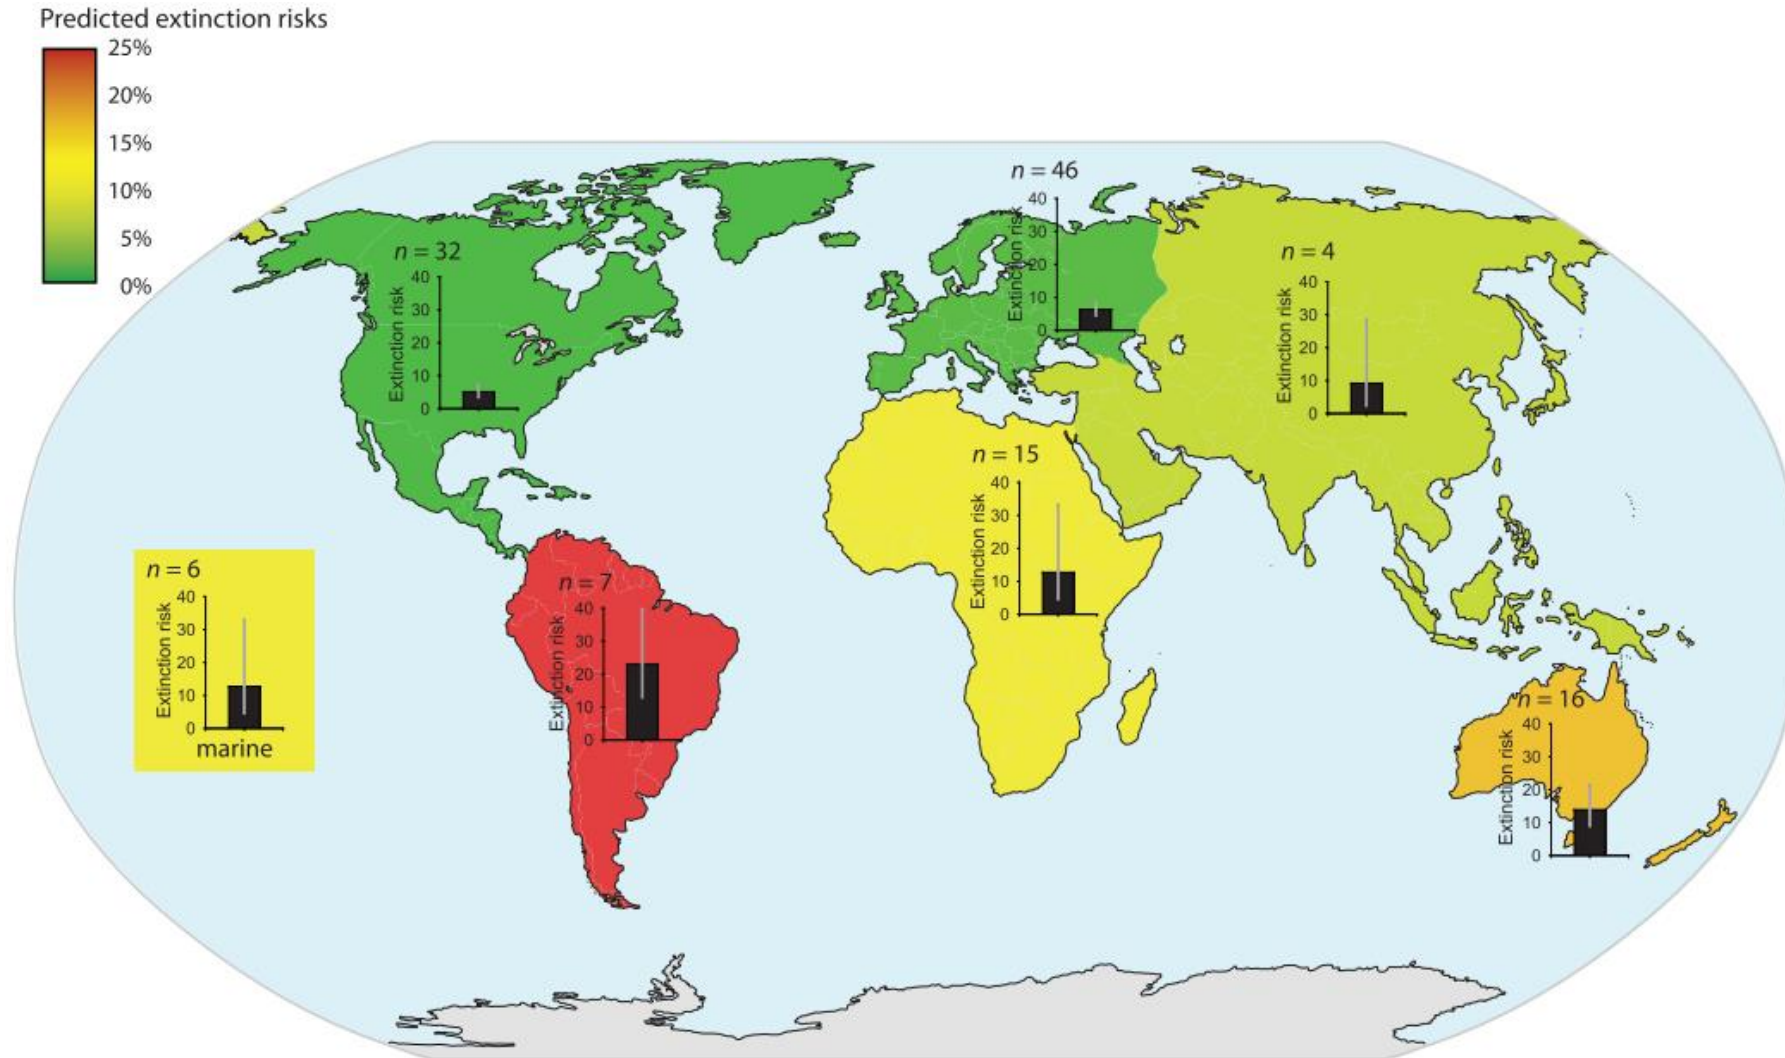 Predicted extinction risks
25%
20%
15%
10%
5%
0%
n = 32
Extinction risk
40
30
20
10
0
n = 46
Extinction risk
40
30
20
10
0
n = 4
Extinction risk
40
30
20
10
0
n = 15
Extinction risk
40
30
20
10
0
n = 6
Extinction risk
40
30
20
10
0
marine
n = 7
Extinction risk
40
30
20
10
0
n = 16
Extinction risk
40
30
20
10
0